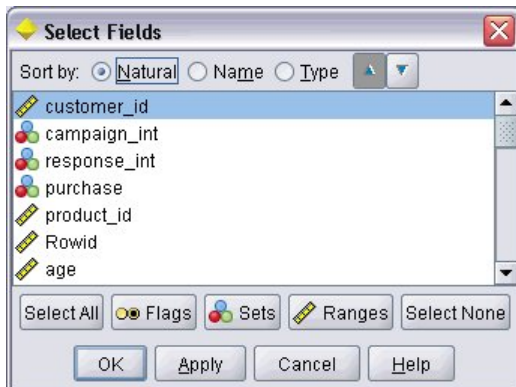 Select Fields
Sort by: Natural Name Type
customer_id
campaign_int
response_int
purchase
product_id
Rowid
age
Select All Flags Sets Ranges Select None
OK Apply Cancel Help